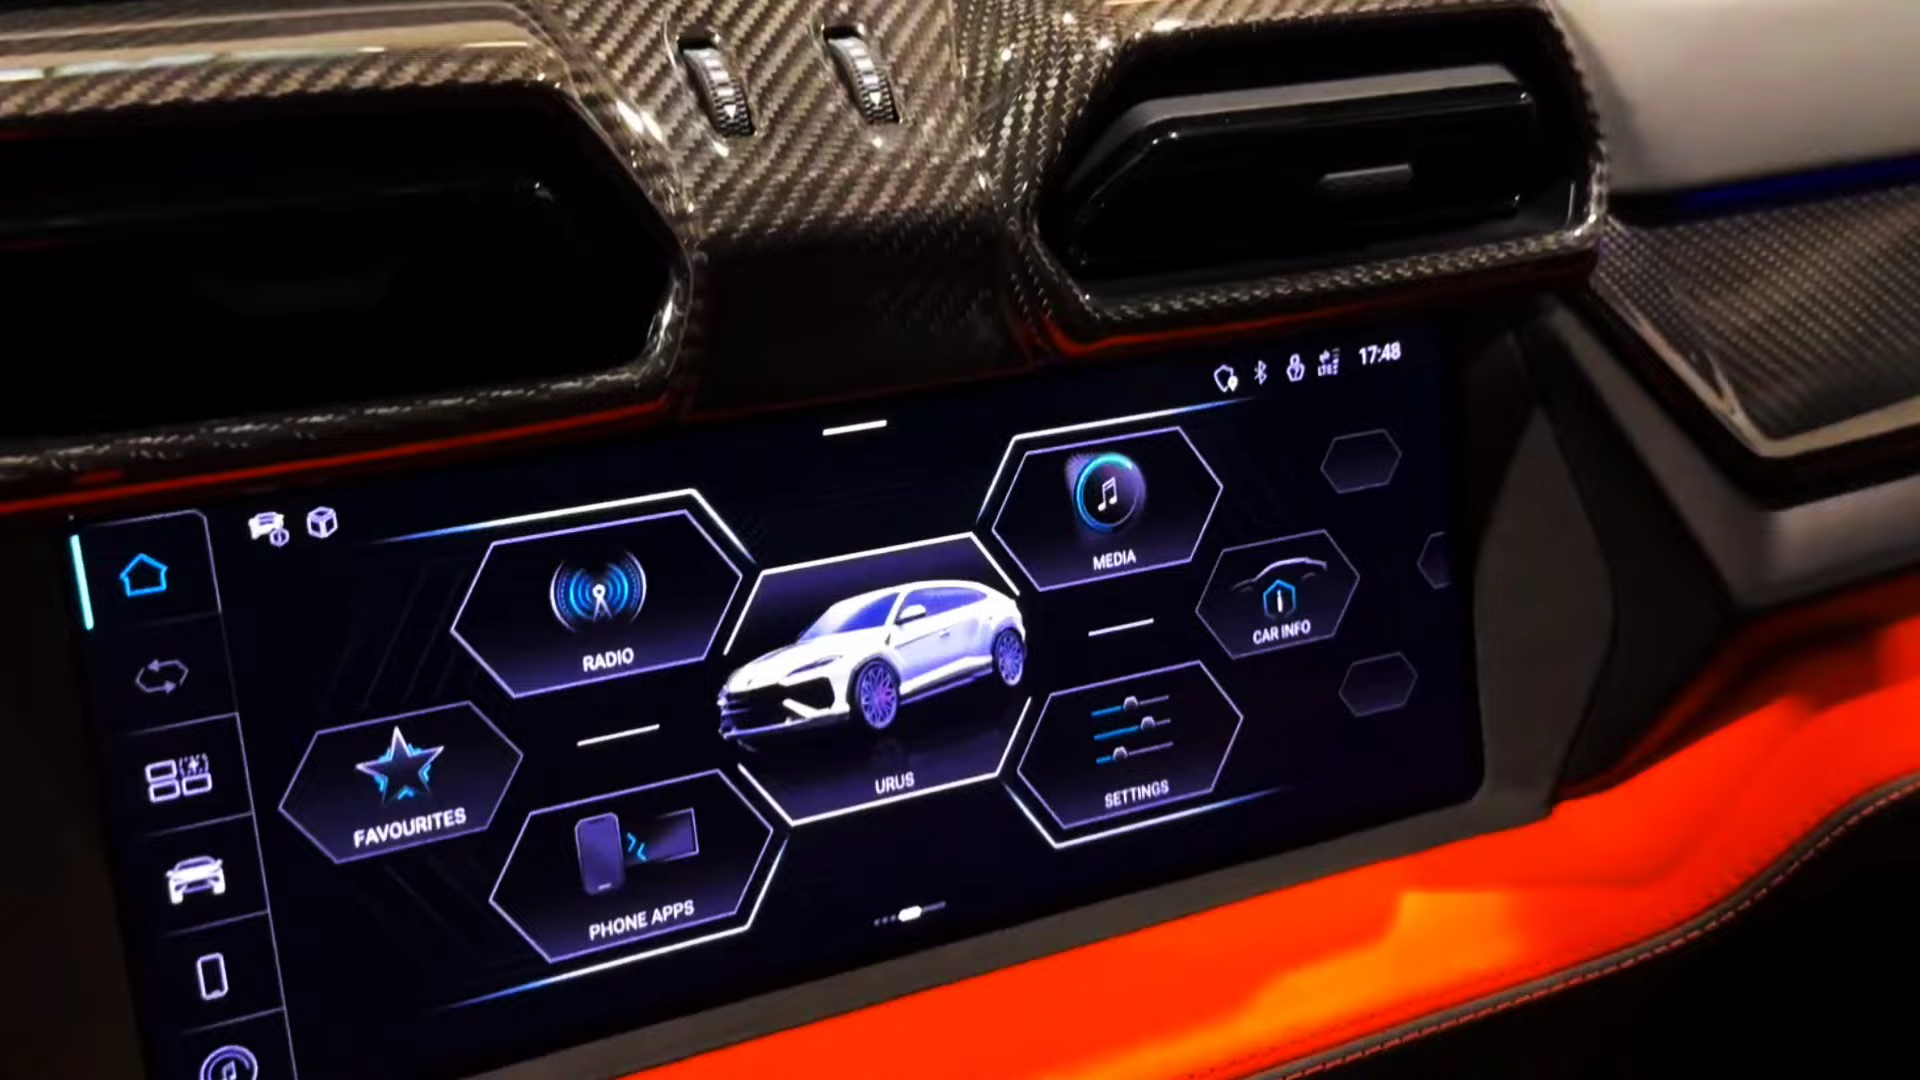 17:48
MEDIA
RADIO
CAR INFO
URUS
SETTINGS
FAVOURITES
PHONE APPS